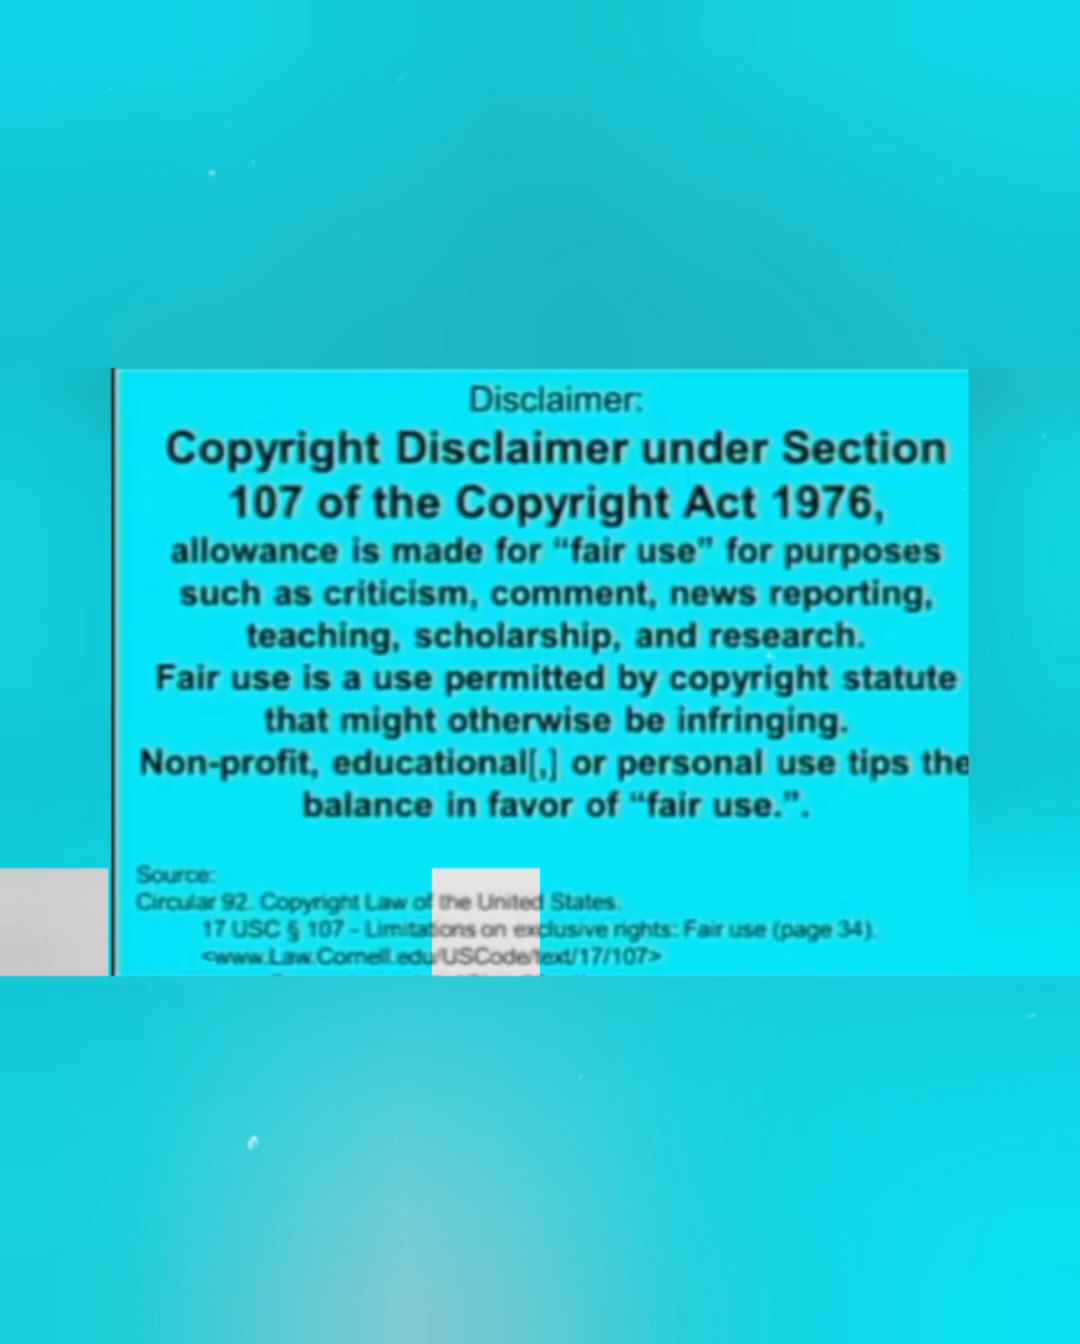 Disclaimer:
Copyright Disclaimer under Section
107 of the Copyright Act 1976,
allowance is made for “fair use” for purposes
such as criticism, comment, news reporting,
teaching, scholarship, and research.
Fair use is a use permitted by copyright statute
that might otherwise be infringing.
Non-profit, educational[,] or personal use tips the
balance in favor of “fair use.”.
Source:
Circular 92. Copyright Law of the United States.
17 USC § 107 - Limitations on exclusive rights: Fair use (page 34).
<www.Law.Cornell.edu/USCode/text/17/107>